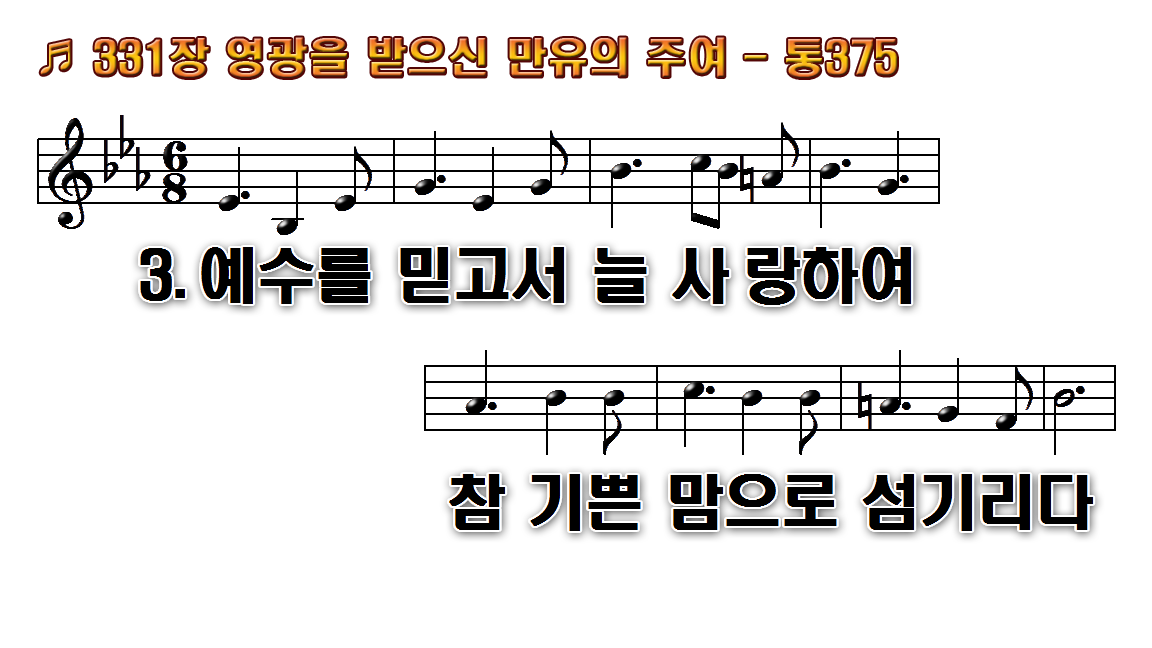 ♬ 331장 영광을 받으신 만유의 주여 - 통375
3. 예수를 믿고서 늘 사 랑하여
참 기쁜 맘으로 섬기리다